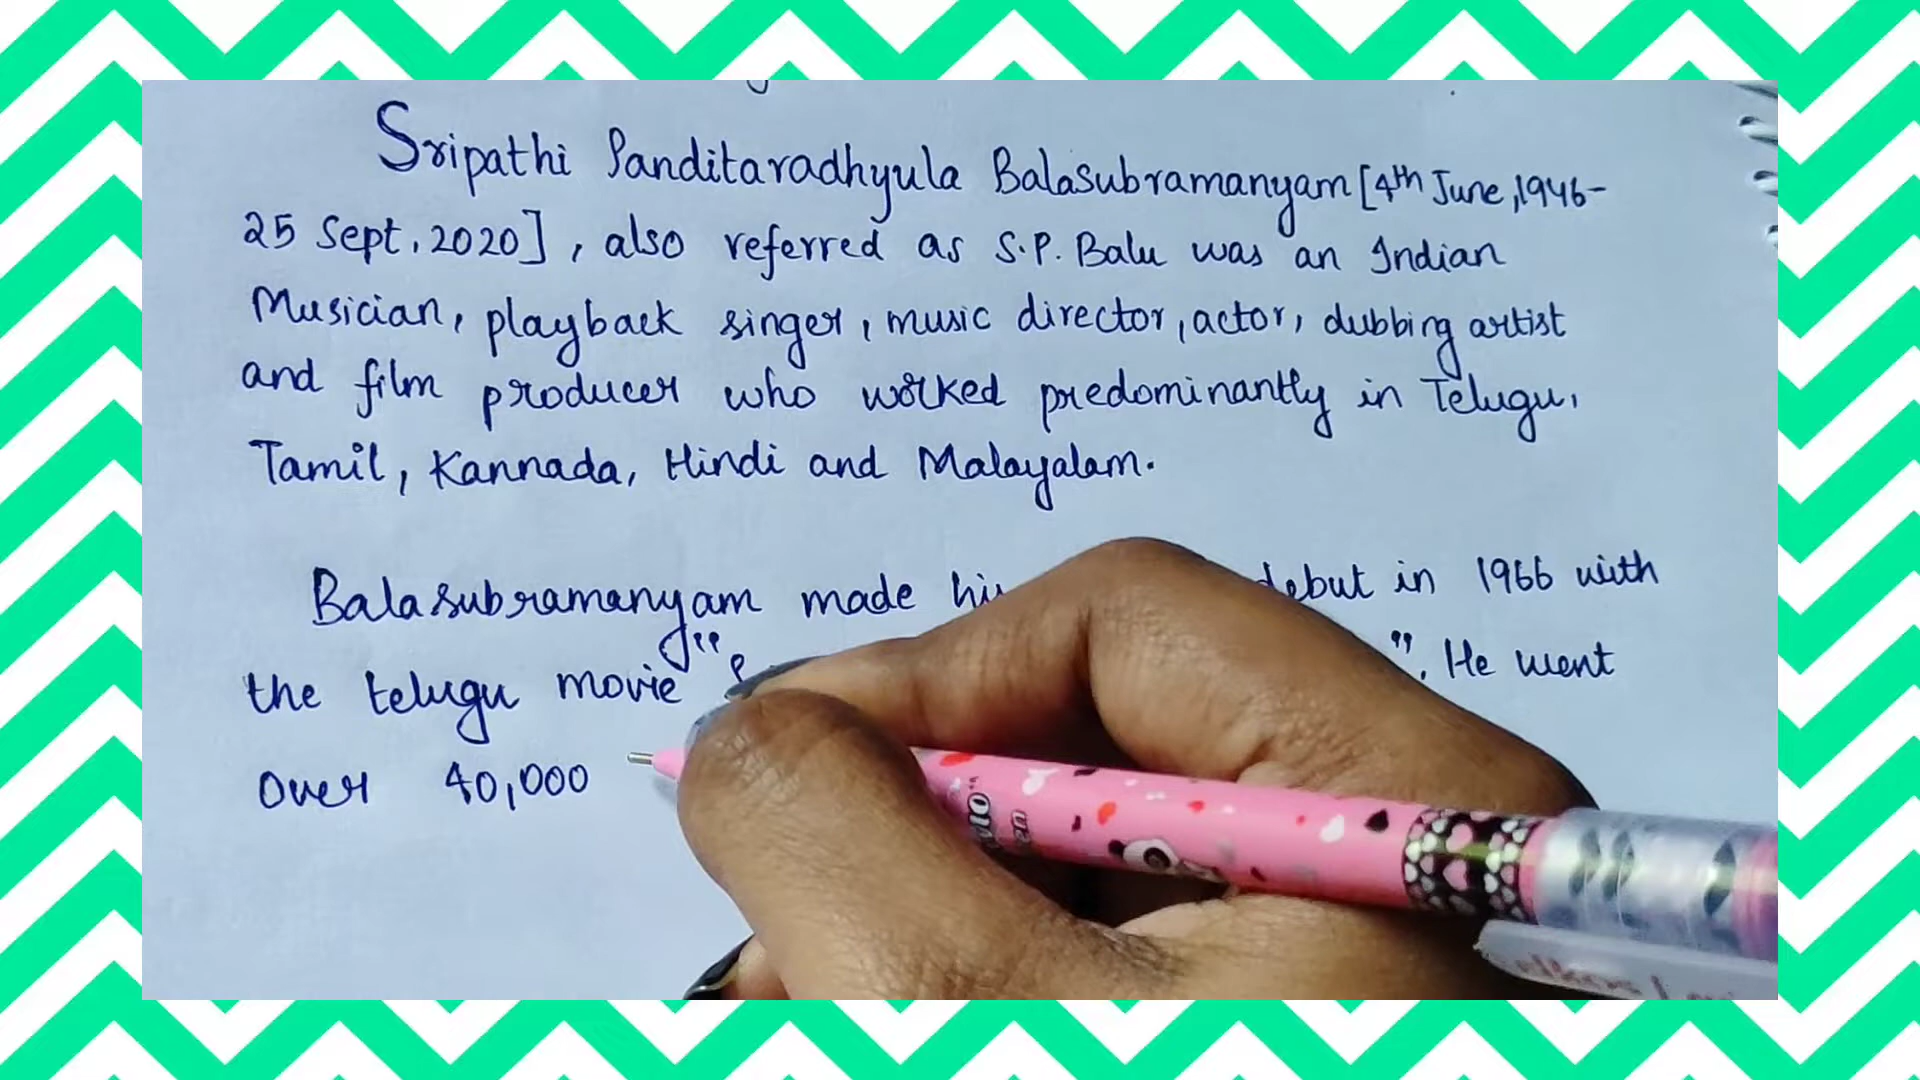 Sripathi Panditaradhyula Balasubramanyam [4th June, 1946-
25 Sept. 2020], also referred as S.P. Balu was an Indian
Musician, playback singer, music director, actor, dubbing artist
and film producer who worked predominantly in Telugu,
Tamil, Kannada, Hindi and Malayalam.
Balasubramanyam made debut in 1966 with
the telugu movie " ". He went
over 40,000